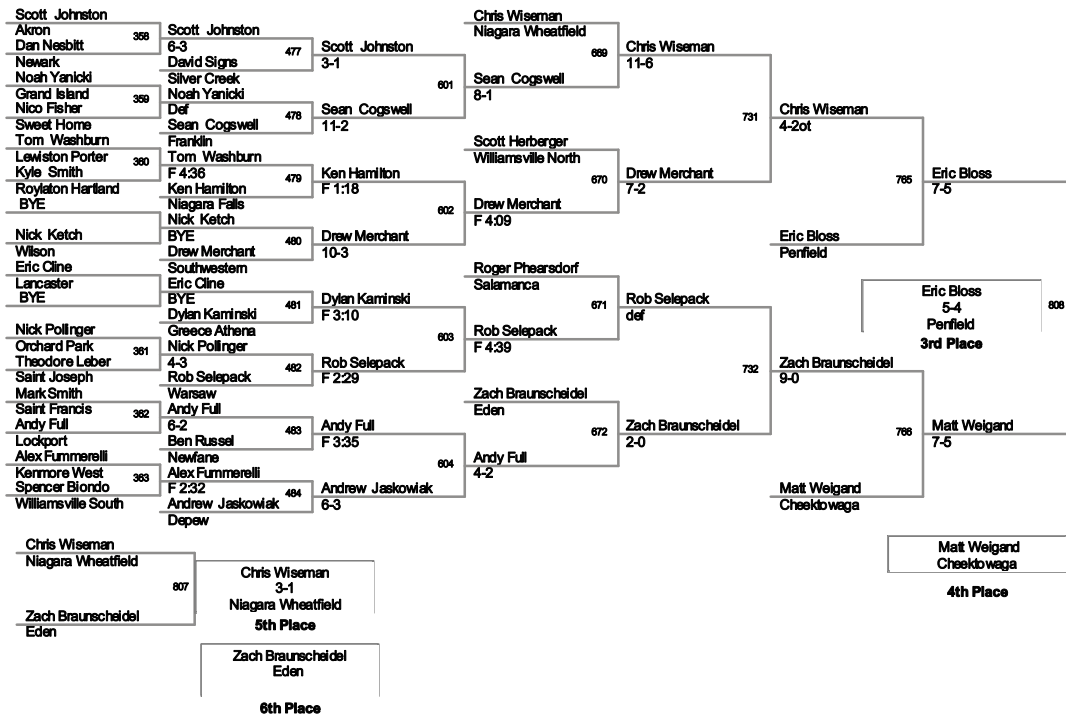 Scott Johnston
Akron
358
Dan Nesbitt
Newark
Noah Yanicki
Grand Island
359
Nico Fisher
Sweet Home
Tom Washburn
Lewiston Porter
360
Kyle Smith
Roylaton Hartland
BYE
Nick Ketch
Wilson
Eric Cline
Lancaster
BYE
Nick Pollinger
Orchard Park
361
Theodore Leber
Saint Joseph
Mark Smith
Saint Francis
362
Andy Full
Lockport
Alex Fummerelli
Kenmore West
363
Spencer Biondo
Williamsville South
Scott Johnston
6-3
477
David Signs
Silver Creek
Noah Yanicki
Def
478
Sean Cogswell
Franklin
Tom Washburn
F 4:36
479
Ken Hamilton
Niagara Falls
Nick Ketch
BYE
480
Drew Merchant
Southwestern
Eric Cline
BYE
481
Dylan Kaminski
Greece Athena
Nick Pollinger
4-3
482
Rob Selepack
Warsaw
Andy Full
6-2
483
Ben Russel
Newfane
Alex Fummerelli
F 2:32
484
Andrew Jaskowiak
Depew
Scott Johnston
3-1
601
Sean Cogswell
11-2
Ken Hamilton
F 1:18
602
Drew Merchant
10-3
Dylan Kaminski
F 3:10
603
Rob Selepack
F 2:29
Andy Full
F 3:35
604
Andrew Jaskowiak
6-3
Chris Wiseman
Niagara Wheatfield
669
Sean Cogswell
8-1
Scott Herberger
Williamsville North
670
Drew Merchant
F 4:09
Roger Phearsdorf
Salamanca
671
Rob Selepack
F 4:39
Zach Braunscheidel
Eden
672
Andy Full
4-2
Chris Wiseman
11-6
731
Drew Merchant
7-2
Rob Selepack
def
732
Zach Braunscheidel
2-0
Chris Wiseman
4-2ot
765
Eric Bloss
Penfield
Zach Braunscheidel
9-0
766
Matt Weigand
Cheektowaga
Eric Bloss
7-5
Eric Bloss
5-4
Penfield
808
3rd Place
Matt Weigand
7-5
Matt Weigand
Cheektowaga
4th Place
Chris Wiseman
Niagara Wheatfield
807
Zach Braunscheidel
Eden
Chris Wiseman
3-1
Niagara Wheatfield
5th Place
Zach Braunscheidel
Eden
6th Place